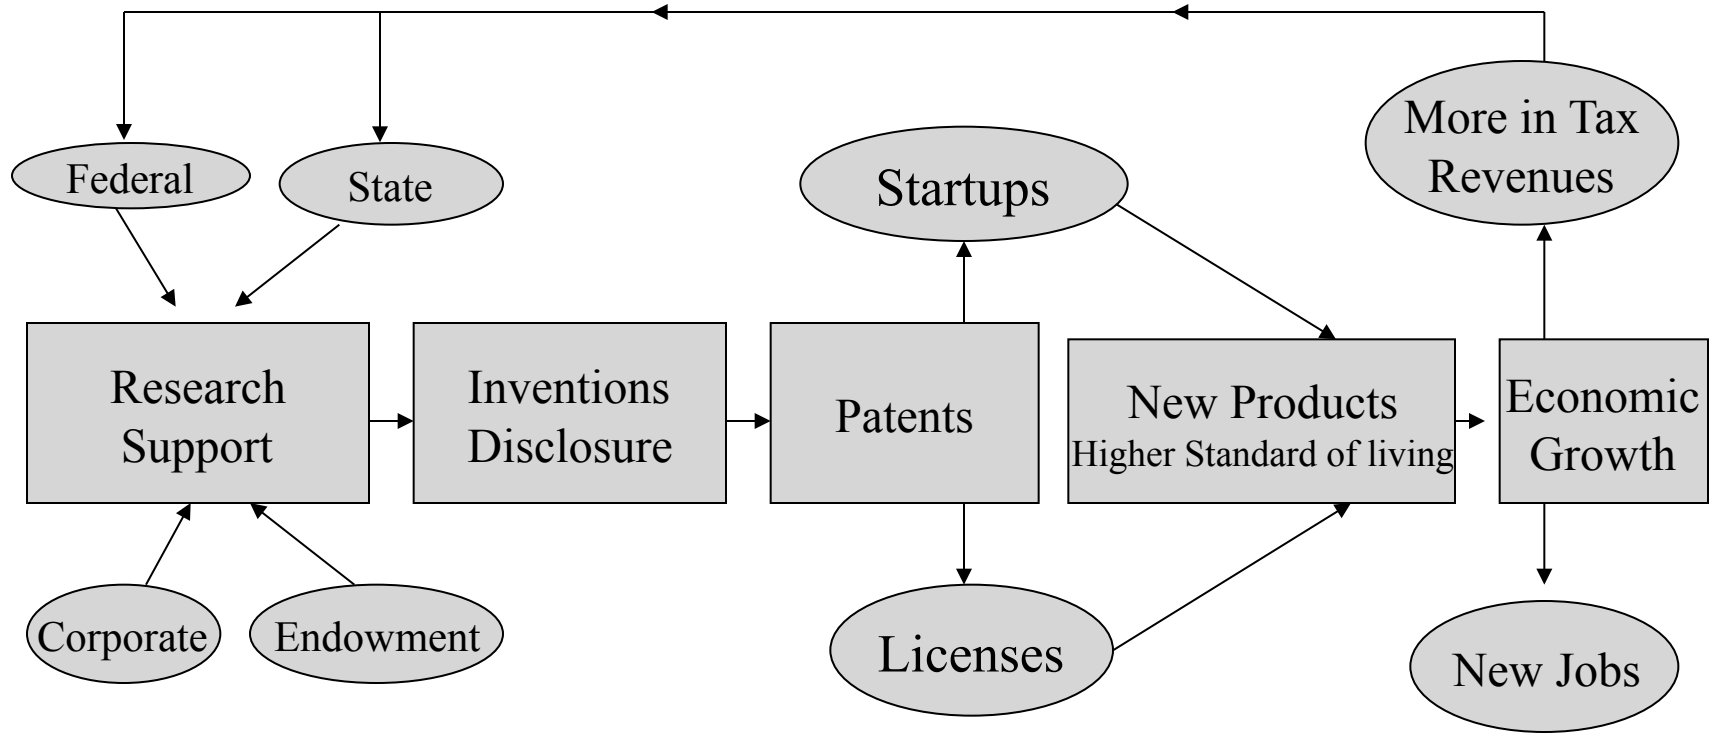 Federal
State
Startups
More in Tax
Revenues
Research
Support
Inventions
Disclosure
Patents
New Products
Higher Standard of living
Economic
Growth
Corporate
Endowment
Licenses
New Jobs